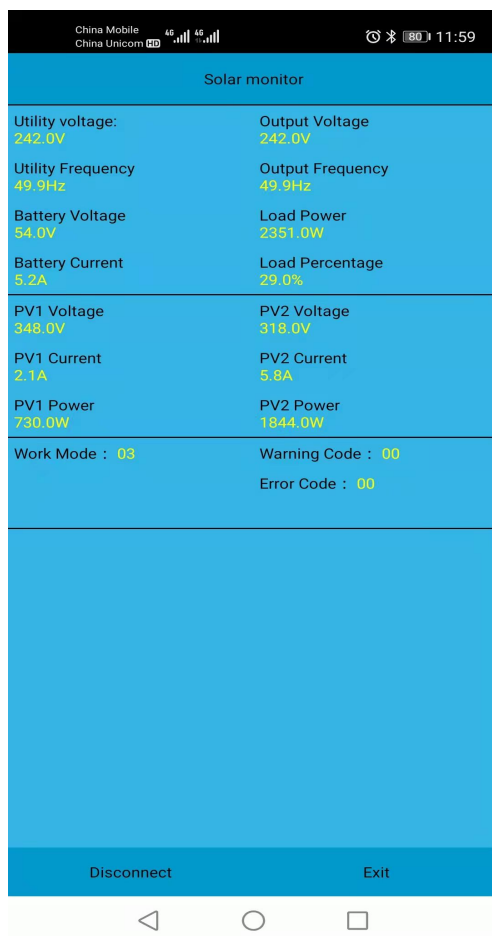 China Mobile
China Unicom HD 4G 4G 80 11:59
Solar monitor
Utility voltage: Output Voltage
242.0V 242.0V
Utility Frequency Output Frequency
49.9Hz 49.9Hz
Battery Voltage Load Power
54.0V 2351.0W
Battery Current Load Percentage
5.2A 29.0%
PV1 Voltage PV2 Voltage
348.0V 318.0V
PV1 Current PV2 Current
2.1A 5.8A
PV1 Power PV2 Power
730.0W 1844.0W
Work Mode : 03 Warning Code : 00
Error Code : 00
Disconnect Exit